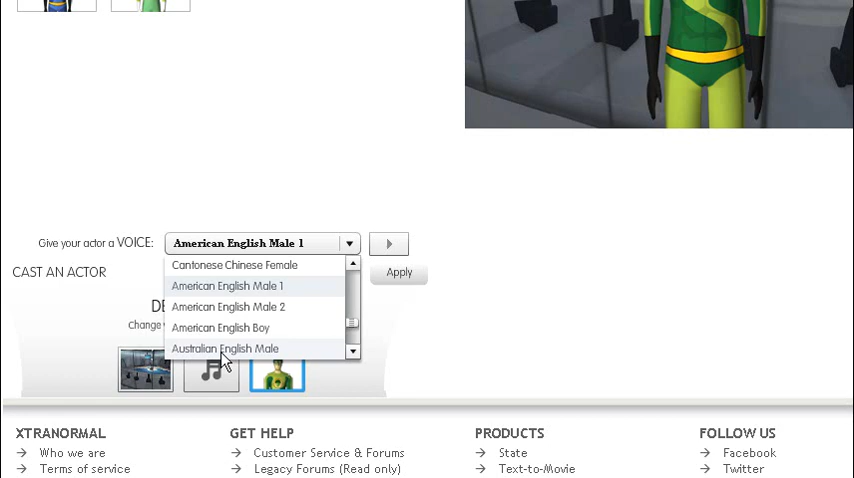 Give your actor a VOICE: American English Male 1
CAST AN ACTOR
Cantonese Chinese Female
American English Male 1
American English Male 2
American English Boy
Australian English Male
Apply
DE
Change
XTRANORMAL
Who we are
Terms of service
GET HELP
Customer Service & Forums
Legacy Forums (Read only)
PRODUCTS
State
Text-to-Movie
FOLLOW US
Facebook
Twitter